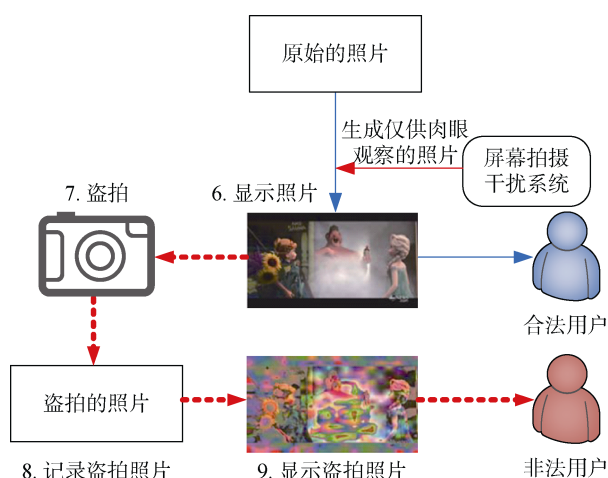 原始的照片
生成仅供肉眼
观察的照片
屏幕拍摄
干扰系统
7. 盗拍
6. 显示照片
合法用户
盗拍的照片
8. 记录盗拍照片
9. 显示盗拍照片
非法用户